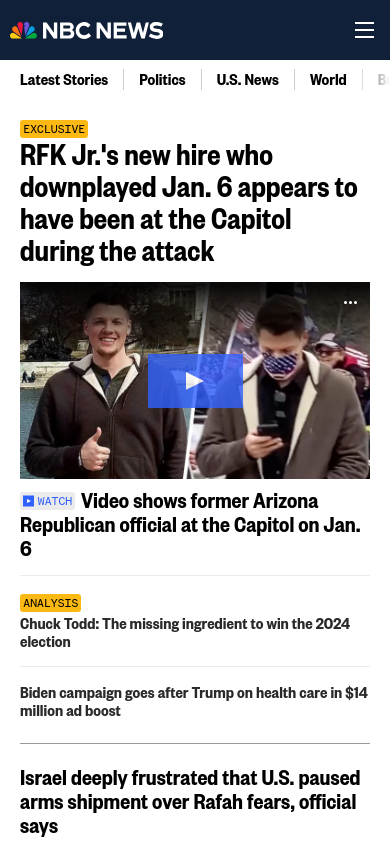 NBC NEWS
Latest Stories
Politics
U.S. News
World
EXCLUSIVE
RFK Jr.'s new hire who
downplayed Jan. 6 appears to
have been at the Capitol
during the attack
WATCH Video shows former Arizona
Republican official at the Capitol on Jan.
6
ANALYSIS
Chuck Todd: The missing ingredient to win the 2024
election
Biden campaign goes after Trump on health care in $14
million ad boost
Israel deeply frustrated that U.S. paused
arms shipment over Rafah fears, official
says